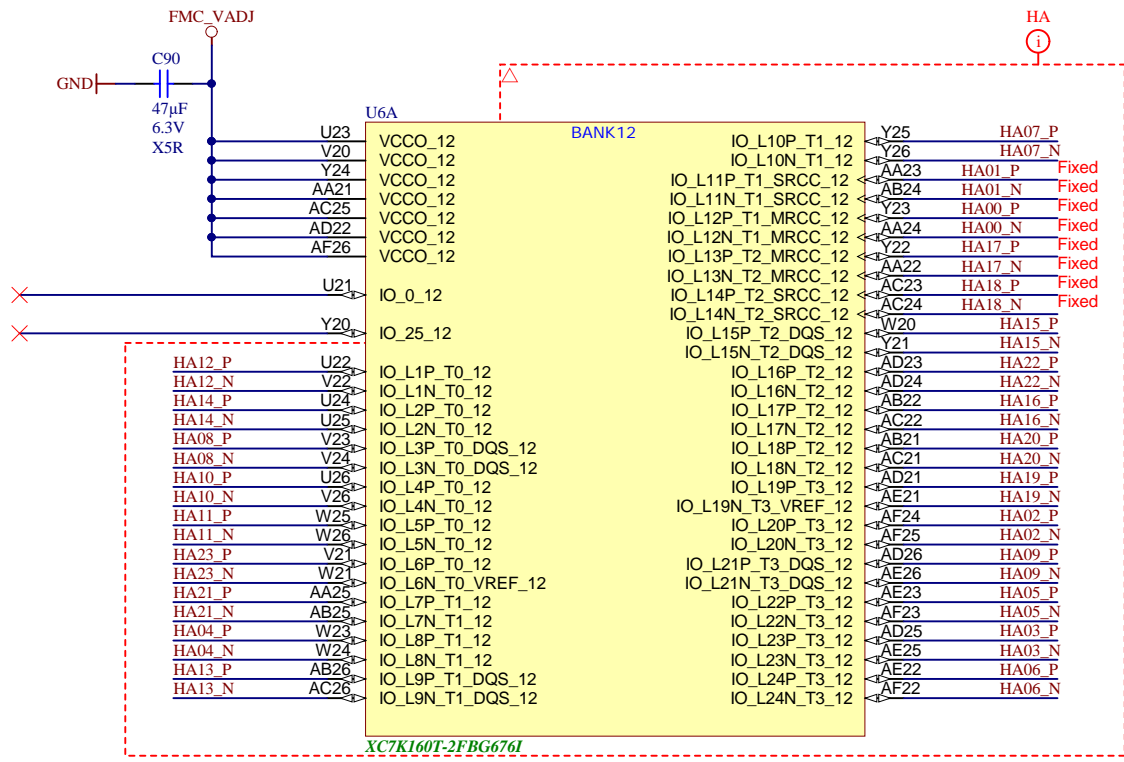 FMC_VADJ
HA
i
C90
GND
47µF
6.3V
X5R
U6A
BANK12
U23 VCCO_12
V20 VCCO_12
Y24 VCCO_12
AA21 VCCO_12
AC25 VCCO_12
AD22 VCCO_12
AF26 VCCO_12
U21 IO_0_12
Y20 IO_25_12
HA12_P U22 IO_L1P_T0_12
HA12_N V22 IO_L1N_T0_12
HA14_P U24 IO_L2P_T0_12
HA14_N U25 IO_L2N_T0_12
HA08_P V23 IO_L3P_T0_DQS_12
HA08_N V24 IO_L3N_T0_DQS_12
HA10_P U26 IO_L4P_T0_12
HA10_N V26 IO_L4N_T0_12
HA11_P W25 IO_L5P_T0_12
HA11_N W26 IO_L5N_T0_12
HA23_P V21 IO_L6P_T0_12
HA23_N W21 IO_L6N_T0_VREF_12
HA21_P AA25 IO_L7P_T1_12
HA21_N AB25 IO_L7N_T1_12
HA04_P W23 IO_L8P_T1_12
HA04_N W24 IO_L8N_T1_12
HA13_P AB26 IO_L9P_T1_DQS_12
HA13_N AC26 IO_L9N_T1_DQS_12
IO_L10P_T1_12 Y25 HA07_P
IO_L10N_T1_12 Y26 HA07_N
IO_L11P_T1_SRCC_12 AA23 HA01_P Fixed
IO_L11N_T1_SRCC_12 AB24 HA01_N Fixed
IO_L12P_T1_MRCC_12 Y23 HA00_P Fixed
IO_L12N_T1_MRCC_12 AA24 HA00_N Fixed
IO_L13P_T2_MRCC_12 Y22 HA17_P Fixed
IO_L13N_T2_MRCC_12 AA22 HA17_N Fixed
IO_L14P_T2_SRCC_12 AC23 HA18_P Fixed
IO_L14N_T2_SRCC_12 AC24 HA18_N Fixed
IO_L15P_T2_DQS_12 W20 HA15_P
IO_L15N_T2_DQS_12 Y21 HA15_N
IO_L16P_T2_12 AD23 HA22_P
IO_L16N_T2_12 AD24 HA22_N
IO_L17P_T2_12 AB22 HA16_P
IO_L17N_T2_12 AC22 HA16_N
IO_L18P_T2_12 AB21 HA20_P
IO_L18N_T2_12 AC21 HA20_N
IO_L19P_T3_12 AD21 HA19_P
IO_L19N_T3_VREF_12 AE21 HA19_N
IO_L20P_T3_12 AF24 HA02_P
IO_L20N_T3_12 AF25 HA02_N
IO_L21P_T3_DQS_12 AD26 HA09_P
IO_L21N_T3_DQS_12 AE26 HA09_N
IO_L22P_T3_12 AE23 HA05_P
IO_L22N_T3_12 AF23 HA05_N
IO_L23P_T3_12 AD25 HA03_P
IO_L23N_T3_12 AE25 HA03_N
IO_L24P_T3_12 AE22 HA06_P
IO_L24N_T3_12 AF22 HA06_N
XC7K160T-2FBG676I